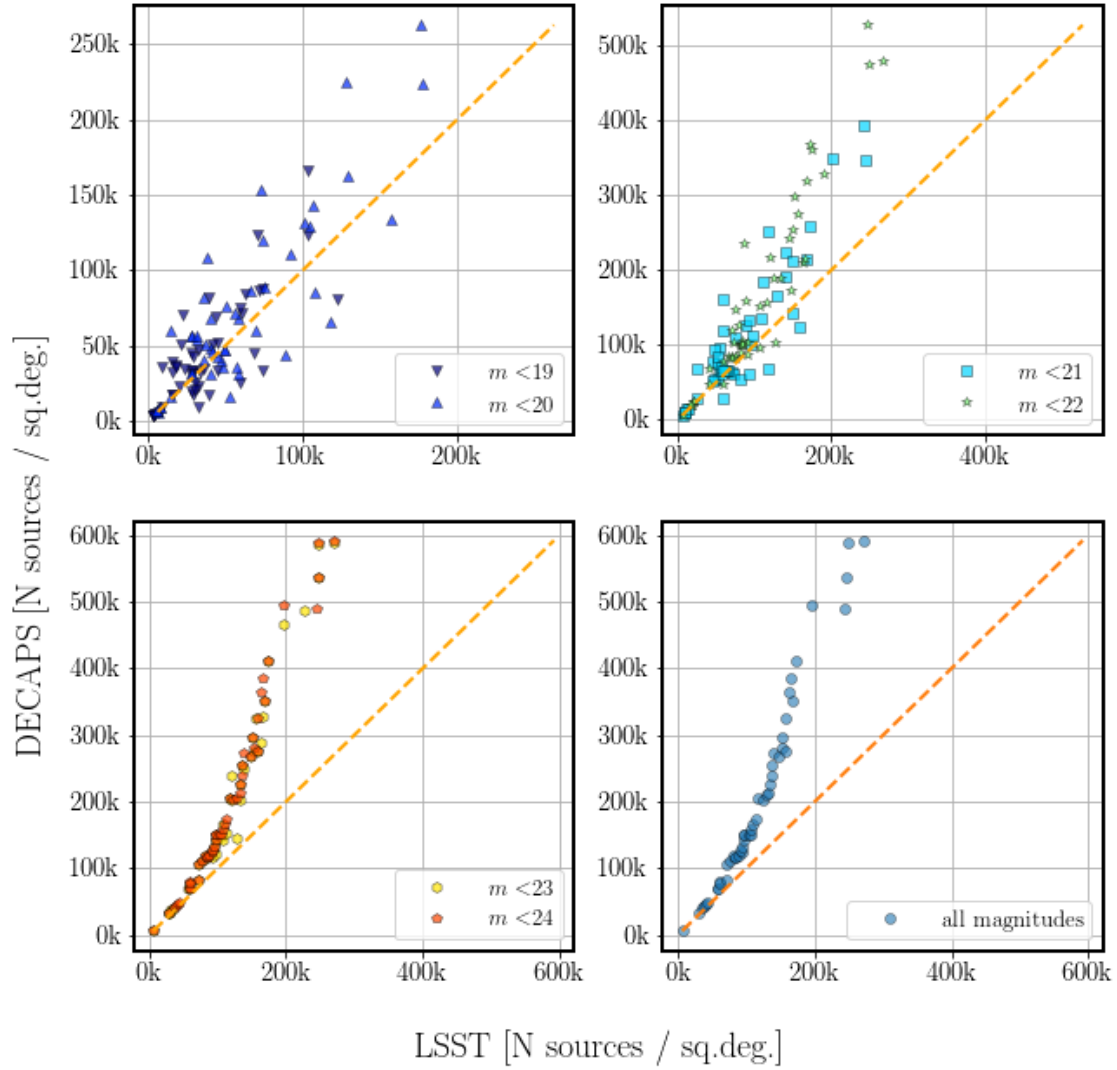 250k
200k
150k
100k
50k
0k
0k 100k 200k
m <19
m <20
500k
400k
300k
200k
100k
0k
0k 200k 400k
m <21
m <22
600k
500k
400k
300k
200k
100k
0k
0k 200k 400k 600k
m <23
m <24
600k
500k
400k
300k
200k
100k
0k
0k 200k 400k 600k
all magnitudes
DECAPS [N sources / sq.deg.]
LSST [N sources / sq.deg.]